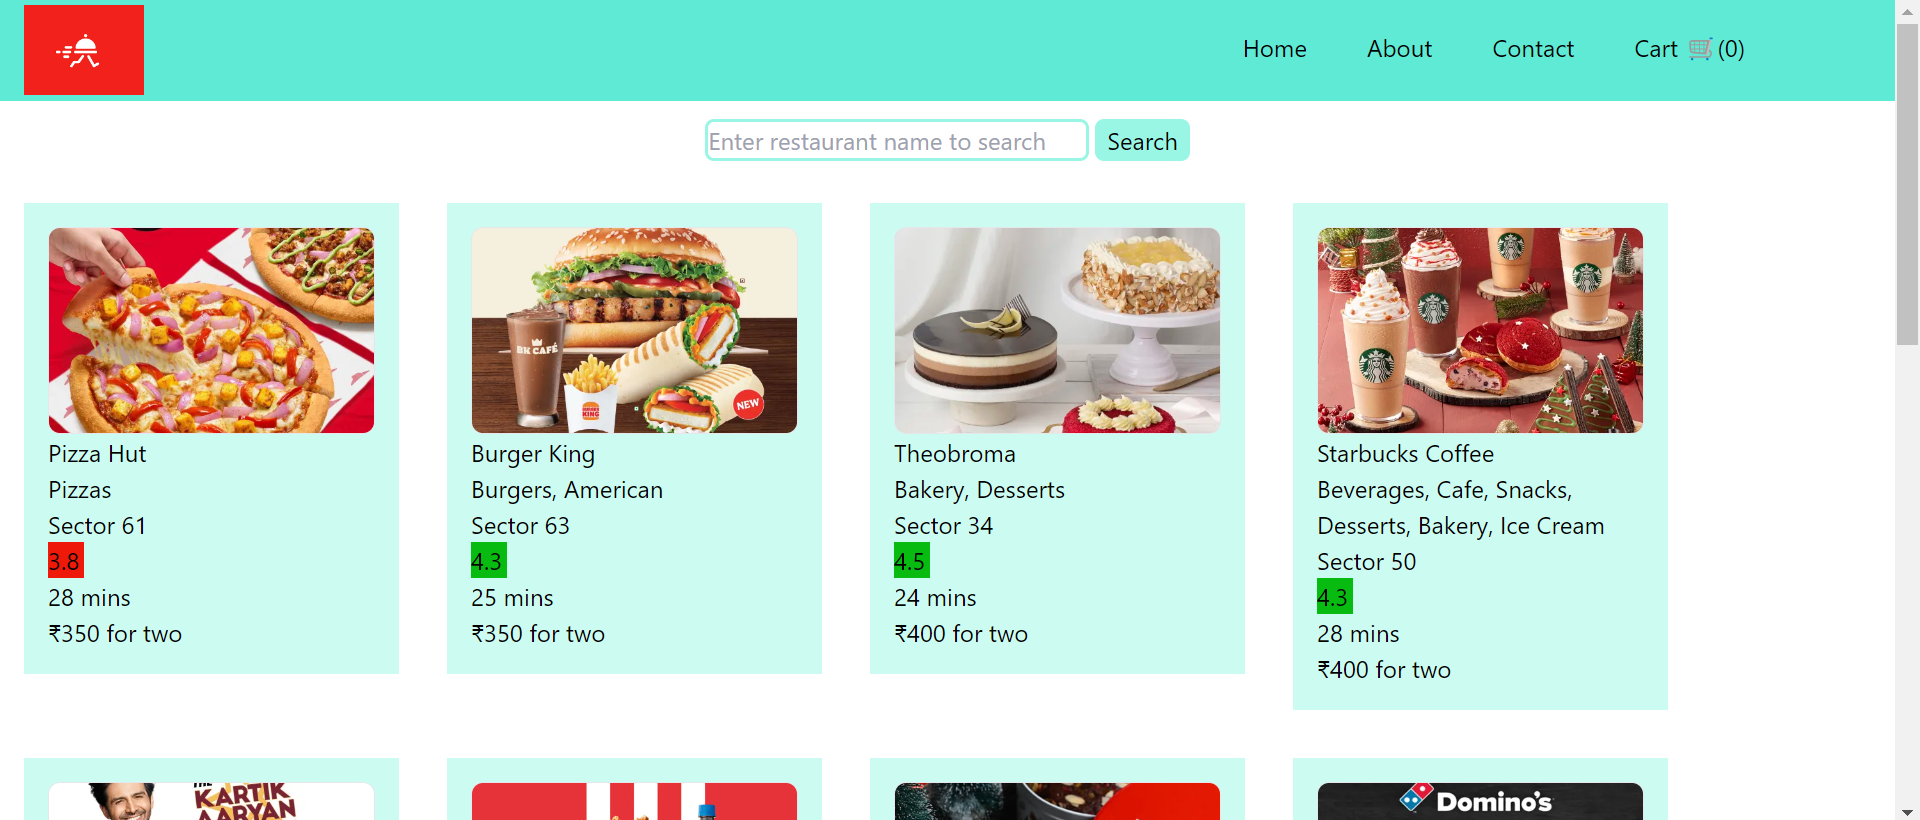 Home About Contact Cart (0)
Enter restaurant name to search Search
BK CAFÉ
BURGER
KING
NEW
Pizza Hut
Pizzas
Sector 61
3.8
28 mins
₹350 for two
Burger King
Burgers, American
Sector 63
4.3
25 mins
₹350 for two
Theobroma
Bakery, Desserts
Sector 34
4.5
24 mins
₹400 for two
Starbucks Coffee
Beverages, Cafe, Snacks,
Desserts, Bakery, Ice Cream
Sector 50
4.3
28 mins
₹400 for two
THE
KARTIK
AARYAN
Domino's